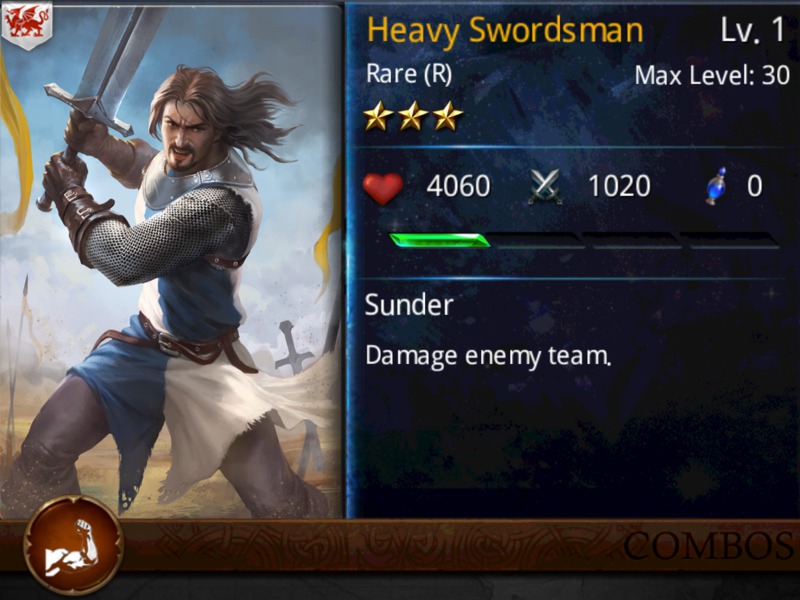 Heavy Swordsman Lv. 1
Rare (R) Max Level: 30
4060 1020 0
Sunder
Damage enemy team.
COMBOS